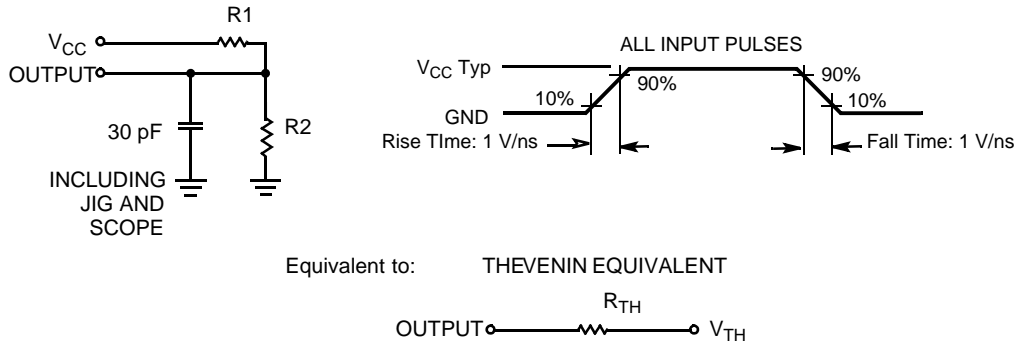 R1
VCC
OUTPUT
30 pF
R2
INCLUDING
JIG AND
SCOPE
ALL INPUT PULSES
VCC Typ
GND
10%
90%
90%
10%
Rise TIme: 1 V/ns
Fall Time: 1 V/ns
Equivalent to: THEVENIN EQUIVALENT
RTH
OUTPUT
VTH